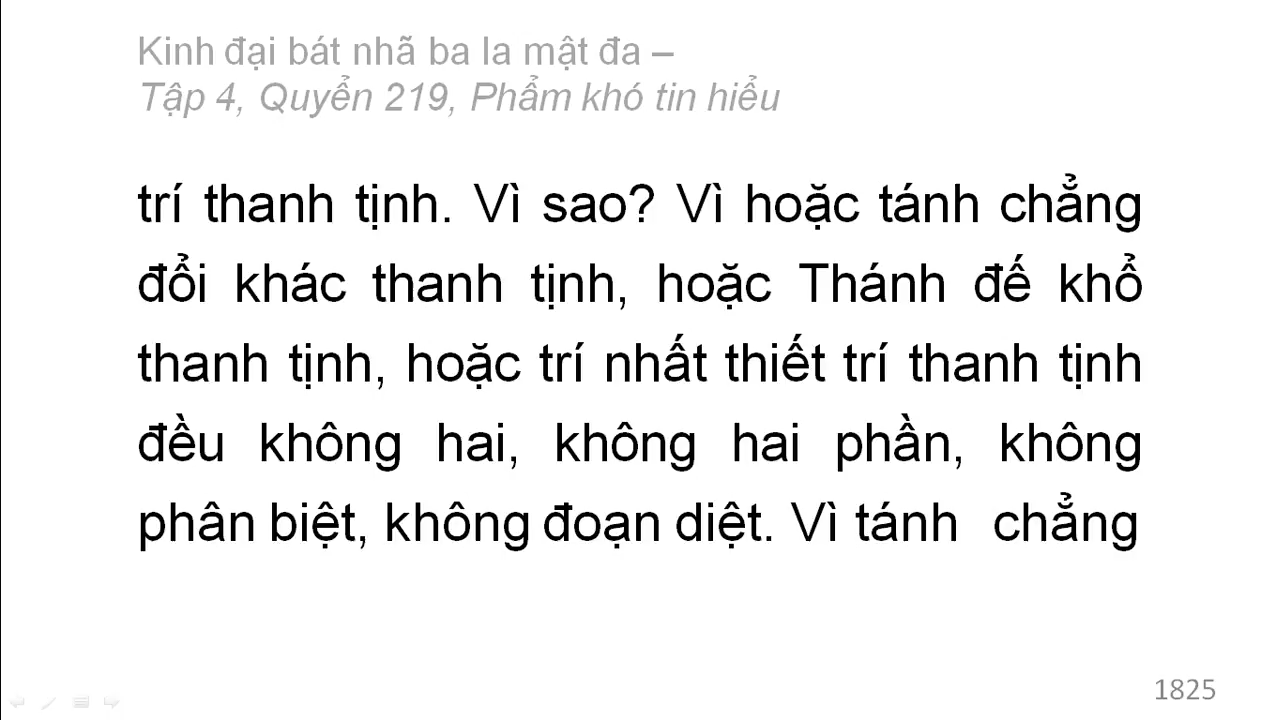 Kinh đại bát nhã ba la mật đa –
Tập 4, Quyển 219, Phẩm khó tin hiểu
trí thanh tịnh. Vì sao? Vì hoặc tánh chẳng
đổi khác thanh tịnh, hoặc Thánh đế khổ
thanh tịnh, hoặc trí nhất thiết trí thanh tịnh
đều không hai, không hai phần, không
phân biệt, không đoạn diệt. Vì tánh chẳng
1825